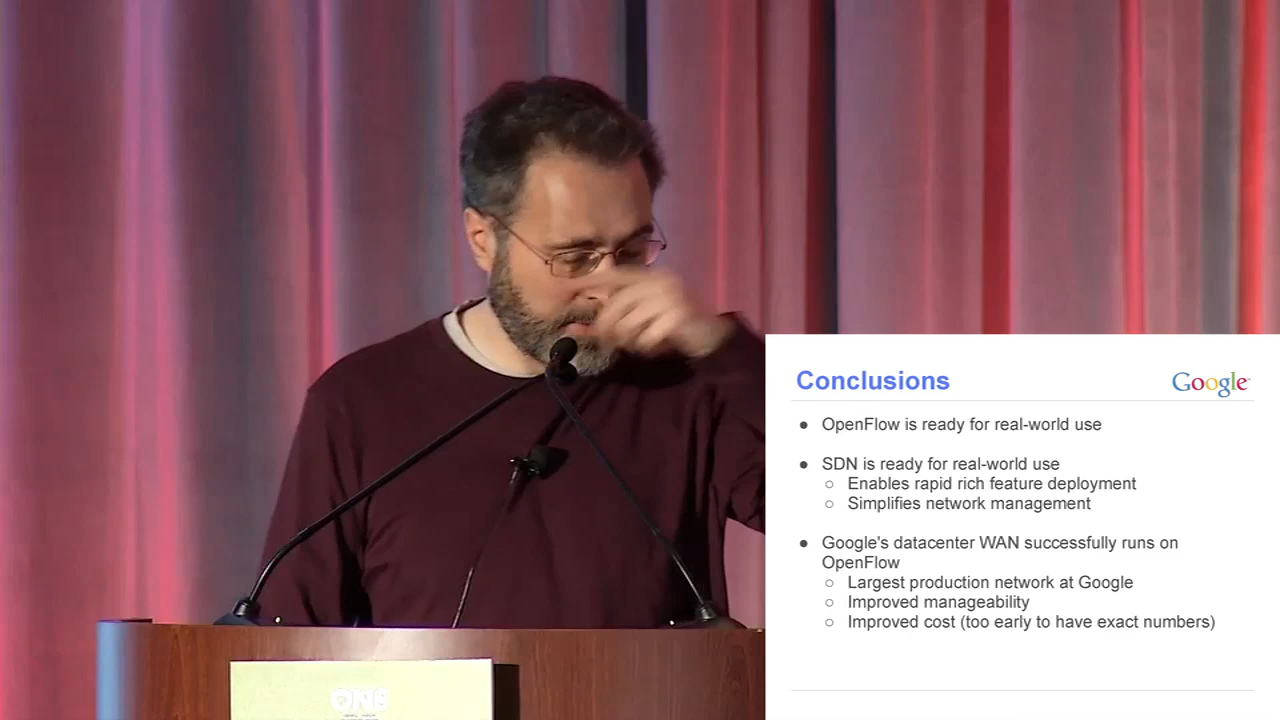 Conclusions
Google
● OpenFlow is ready for real-world use
● SDN is ready for real-world use
○ Enables rapid rich feature deployment
○ Simplifies network management
● Google's datacenter WAN successfully runs on
OpenFlow
○ Largest production network at Google
○ Improved manageability
○ Improved cost (too early to have exact numbers)
ONS